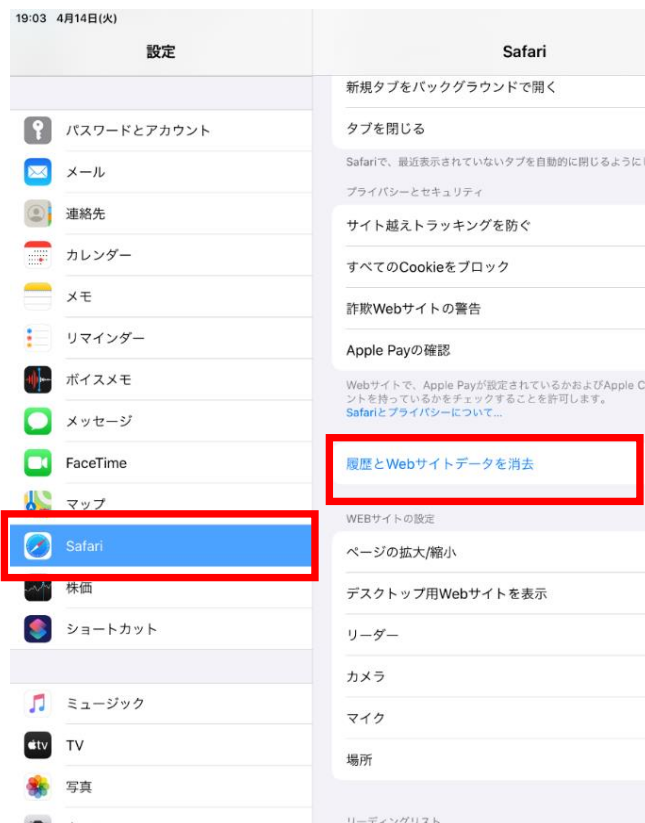 19:03 4月14日(火)
設定
パスワードとアカウント
メール
連絡先
カレンダー
メモ
リマインダー
ボイスメモ
メッセージ
FaceTime
マップ
Safari
株価
ショートカット
ミュージック
tv
TV
写真
Safari
新規タブをバックグラウンドで開く
タブを閉じる
Safariで、最近表示されていないタブを自動的に閉じるように
プライバシーとセキュリティ
サイト越えトラッキングを防ぐ
すべてのCookieをブロック
詐欺Webサイトの警告
Apple Payの確認
Webサイトで、Apple Payが設定されているかおよびApple C
ントを持っているかをチェックすることを許可します。
Safariとプライバシーについて...
履歴とWebサイトデータを消去
WEBサイトの設定
ページの拡大/縮小
デスクトップ用Webサイトを表示
リーダー
カメラ
マイク
場所
リーディングリスト